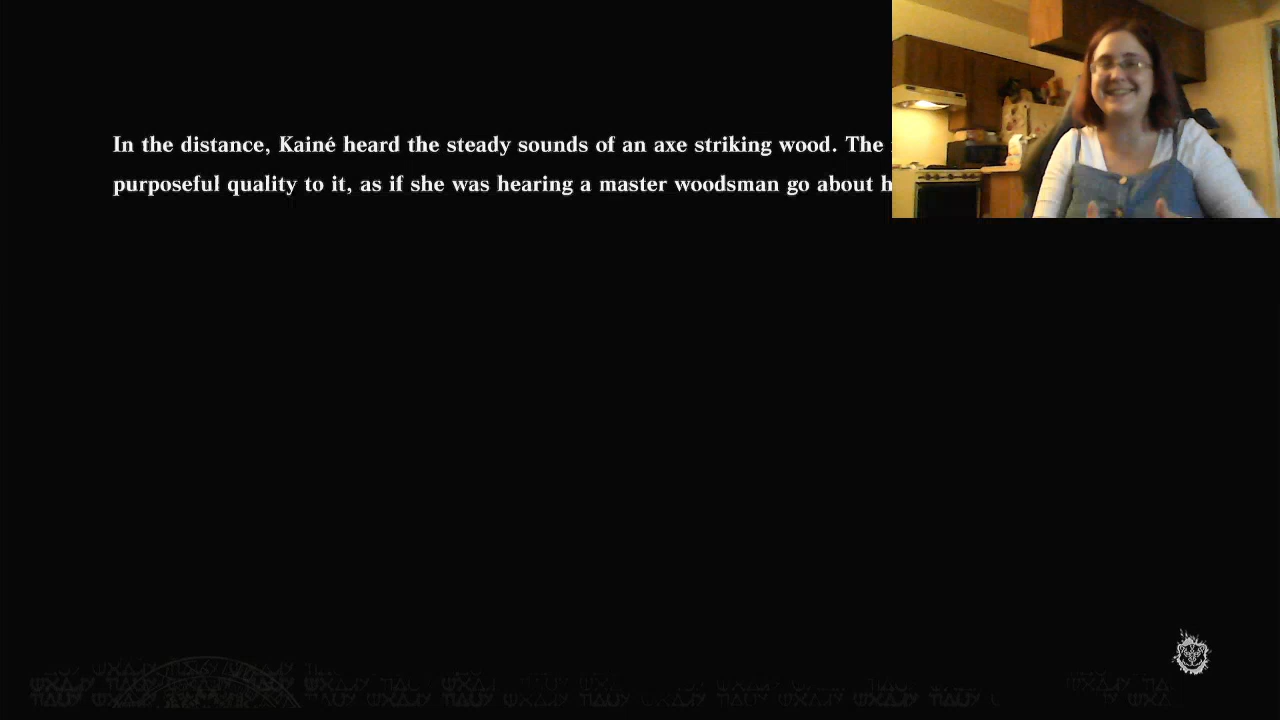 In the distance, Kainé heard the steady sounds of an axe striking wood. The
purposeful quality to it, as if she was hearing a master woodsman go about